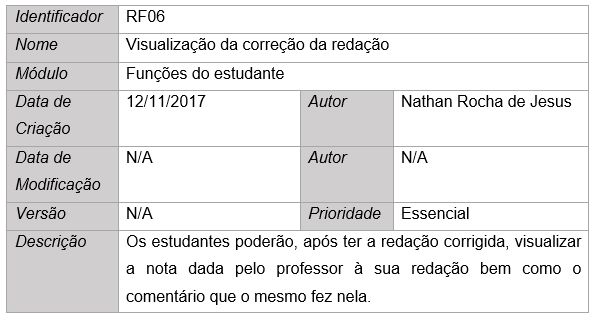 Identificador RF06
Nome Visualização da correção da redação
Módulo Funções do estudante
Data de Criação 12/11/2017 Autor Nathan Rocha de Jesus
Data de Modificação N/A Autor N/A
Versão N/A Prioridade Essencial
Descrição Os estudantes poderão, após ter a redação corrigida, visualizar
a nota dada pelo professor à sua redação bem como o
comentário que o mesmo fez nela.